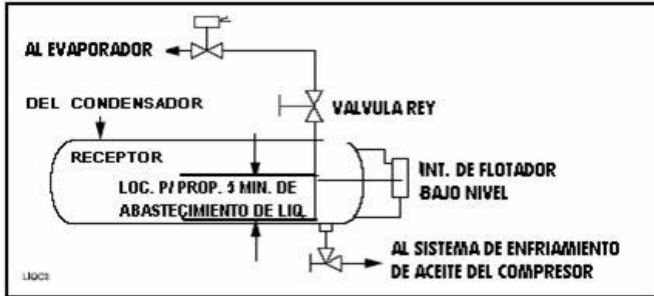 AL EVAPORADOR
DEL CONDENSADOR
VALVULA REY
RECEPTOR
LOC. P/ PROP. 5 MIN. DE
ABASTECIMIENTO DE LIQ.
INT. DE FLOTADOR
BAJO NIVEL
AL SISTEMA DE ENFRIAMIENTO
DE ACEITE DEL COMPRESOR